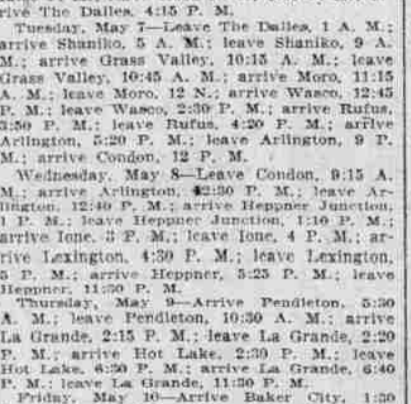 rive The Dalles, 4:15 P. M.
Tuesday, May 7—Leave The Dalles, 1 A. M.;
arrive Shaniko, 5 A. M.; leave Shaniko, 9 A.
M.; arrive Grass Valley, 10:15 A. M.; leave
Grass Valley, 10:45 A. M.; arrive Moro, 11:15
A. M.; leave Moro, 12 N.; arrive Wasco, 12:45
P. M.; leave Wasco, 2:30 P. M.; arrive Rufus,
3:50 P. M.; leave Rufus, 4:20 P. M.; arrive
Arlington, 5:20 P. M.; leave Arlington, 9 P.
M.; arrive Condon, 12 P. M.
Wednesday, May 8—Leave Condon, 9:15 A.
M.; arrive Arlington, 12:30 P. M.; leave Ar-
lington, 12:40 P. M.; arrive Heppner Junction,
1 P. M.; leave Heppner Junction, 1:10 P. M.;
arrive Ione, 3 P. M.; leave Ione, 4 P. M.; ar-
rive Lexington, 4:30 P. M.; leave Lexington,
5 P. M.; arrive Heppner, 5:25 P. M.; leave
Heppner, 11:30 P. M.
Thursday, May 9—Arrive Pendleton, 5:30
A. M.; leave Pendleton, 10:30 A. M.; arrive
La Grande, 2:15 P. M.; leave La Grande, 2:20
P. M.; arrive Hot Lake, 2:30 P. M.; leave
Hot Lake, 6:30 P. M.; arrive La Grande, 6:40
P. M.; leave La Grande, 11:30 P. M.
Friday, May 10—Arrive Baker City, 1:30